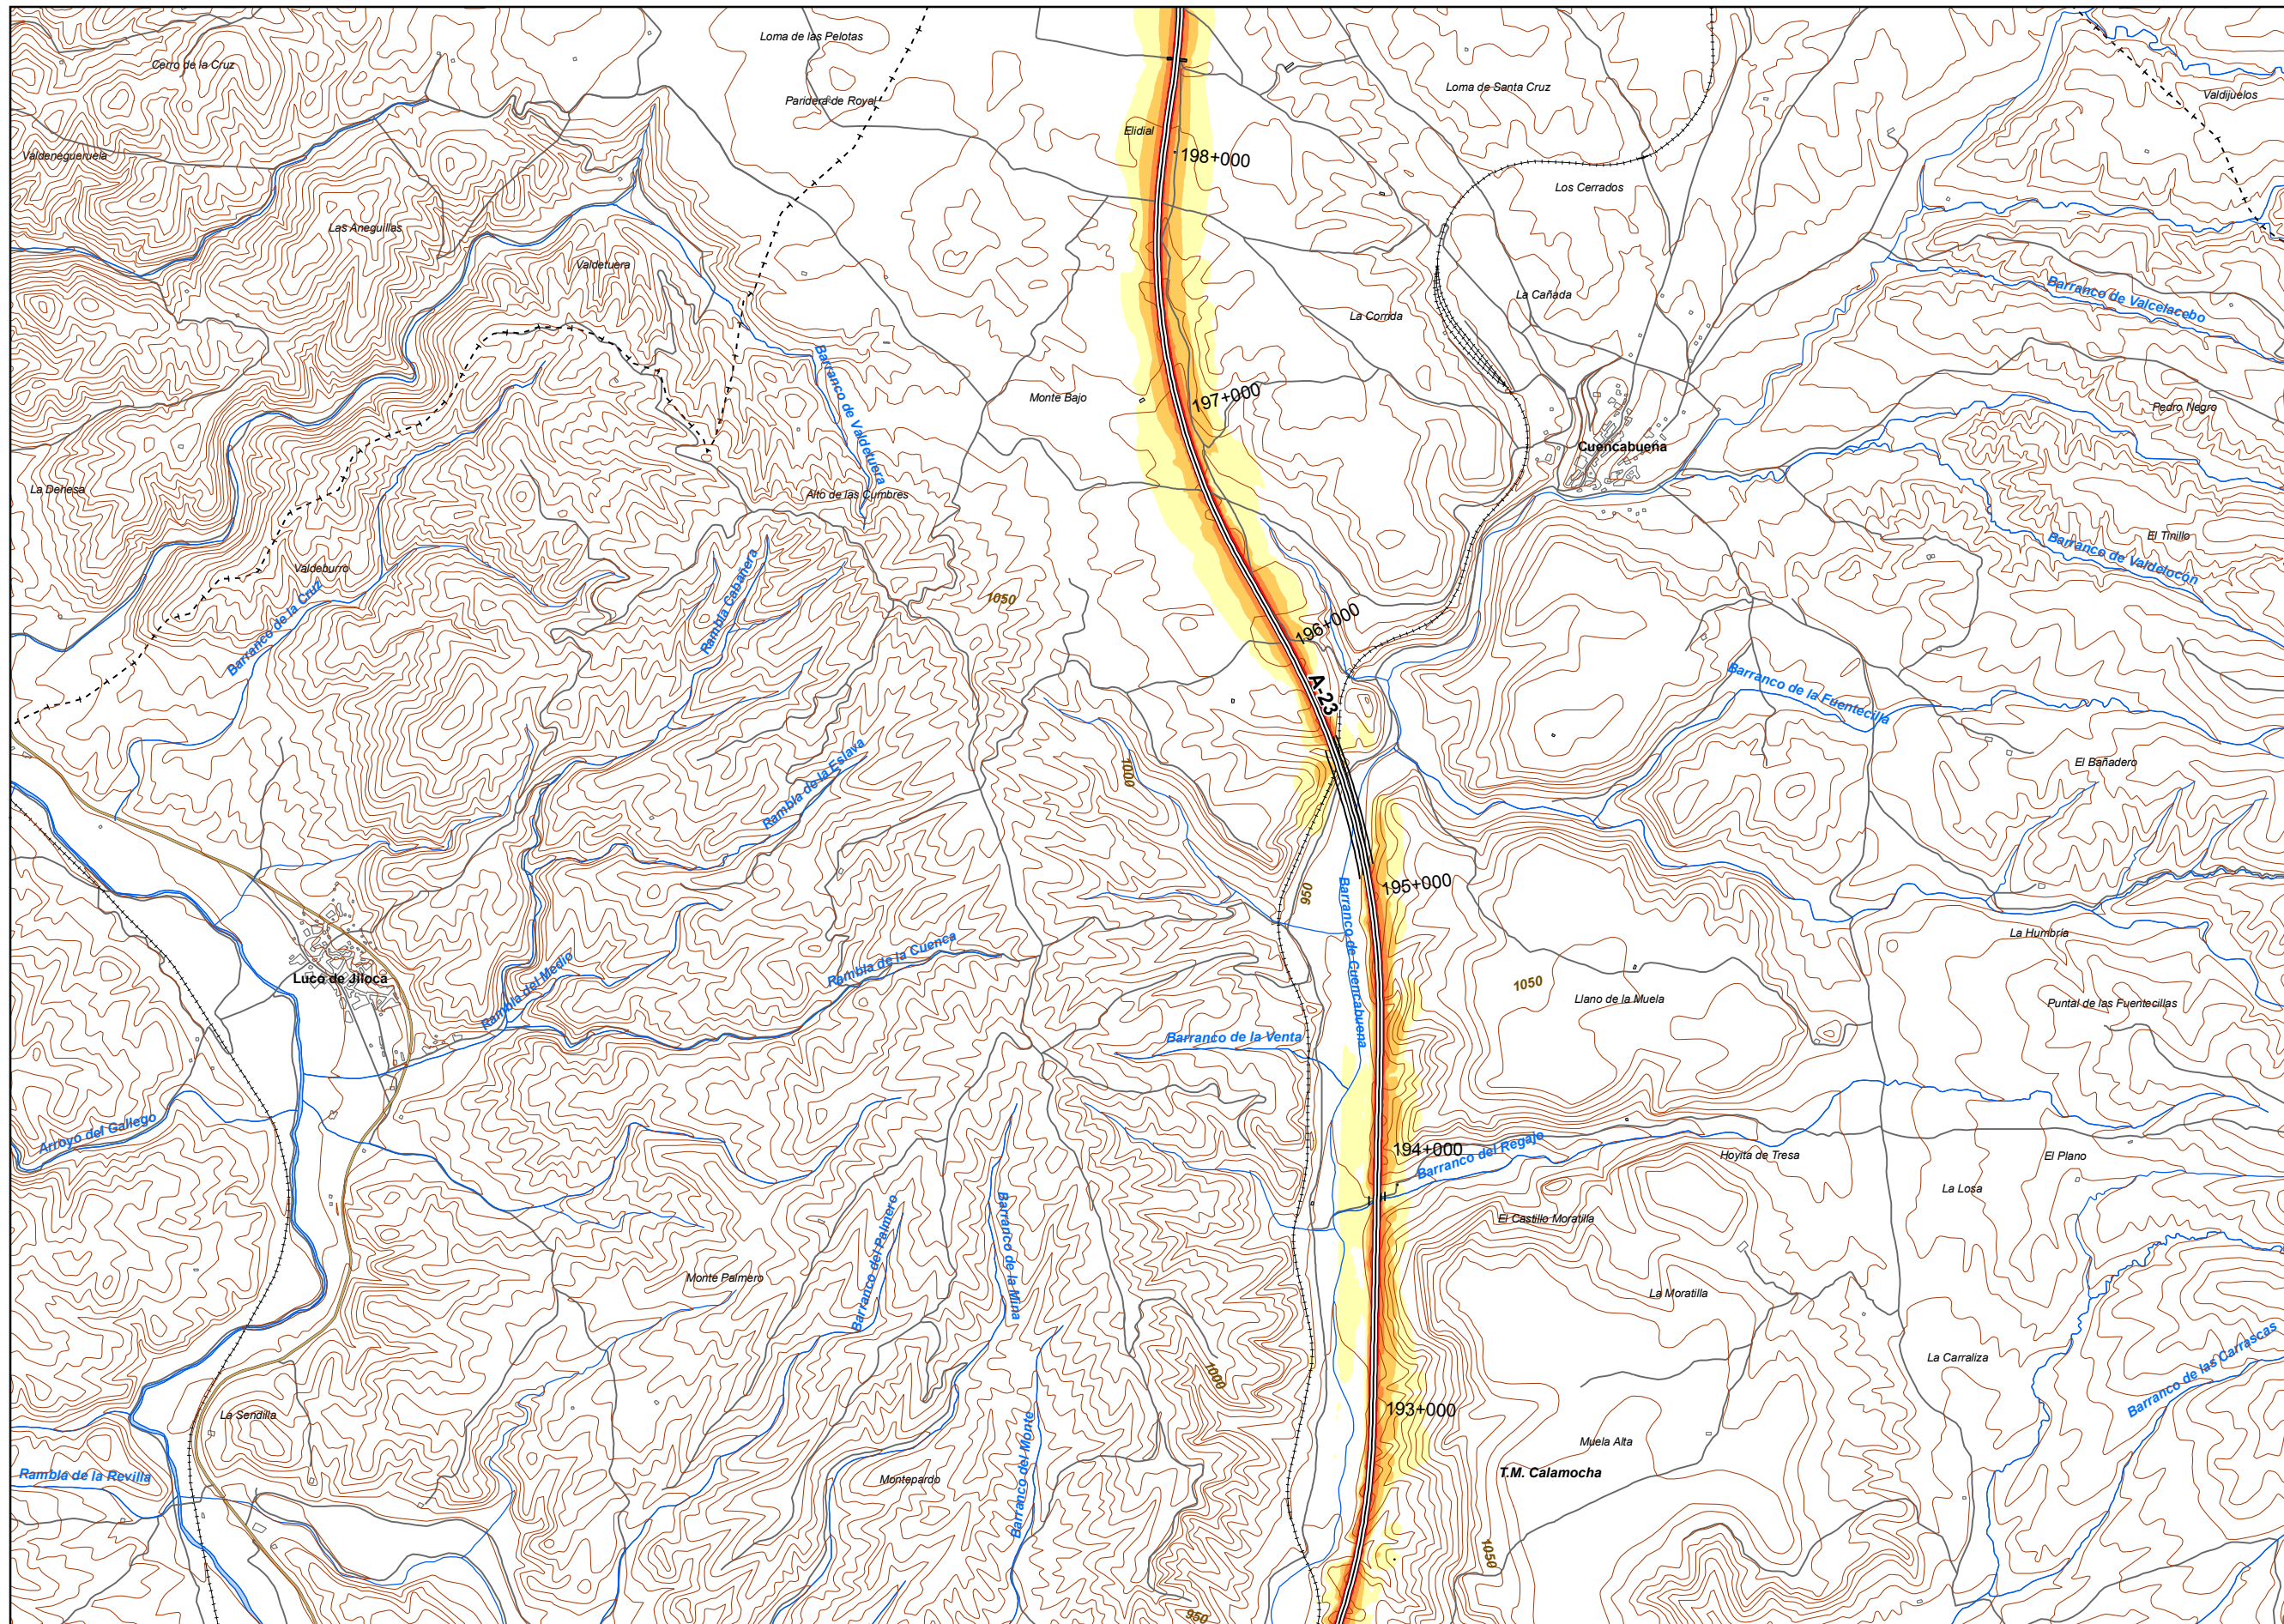 Loma de las Pelotas
Cerro de la Cruz
Loma de Santa Cruz
Valdijuelos
Paridera de Royal
Elidial
198+000
Valdenegueruela
Los Cerrados
Las Aneguillas
Valdetuera
La Cañada
Barranco de Valcelacebo
La Corrida
Barranco de Valdetuera
Monte Bajo
197+000
Pedro Negro
Cuencabuena
La Dehesa
Alto de las Cumbres
El Tinillo
Barranco de Valdelocón
Valdeburro
Rambla Cabañera
Barranco de la Cruz
1050
196+000
A-23
Barranco de la Fuentecilla
El Bañadero
1000
Rambla de la Eslava
195+000
950
Barranco de Cuencabuena
La Humbría
Rambla de la Cuenca
Luco de Jiloca
Rambla del Medio
1050
Llano de la Muela
Puntal de las Fuentecillas
Barranco de la Venta
Arroyo del Gallego
194+000
Barranco del Regajo
Hoyita de Tresa
El Plano
La Losa
El Castillo Moratilla
Barranco del Palmero
Barranco de la Mina
Monte Palmero
La Moratilla
La Carraliza
Barranco de las Carrascas
1000
193+000
La Sendilla
Muela Alta
Rambla de la Revilla
Montepardo
Barranco del Monte
T.M. Calamocha
1050
950